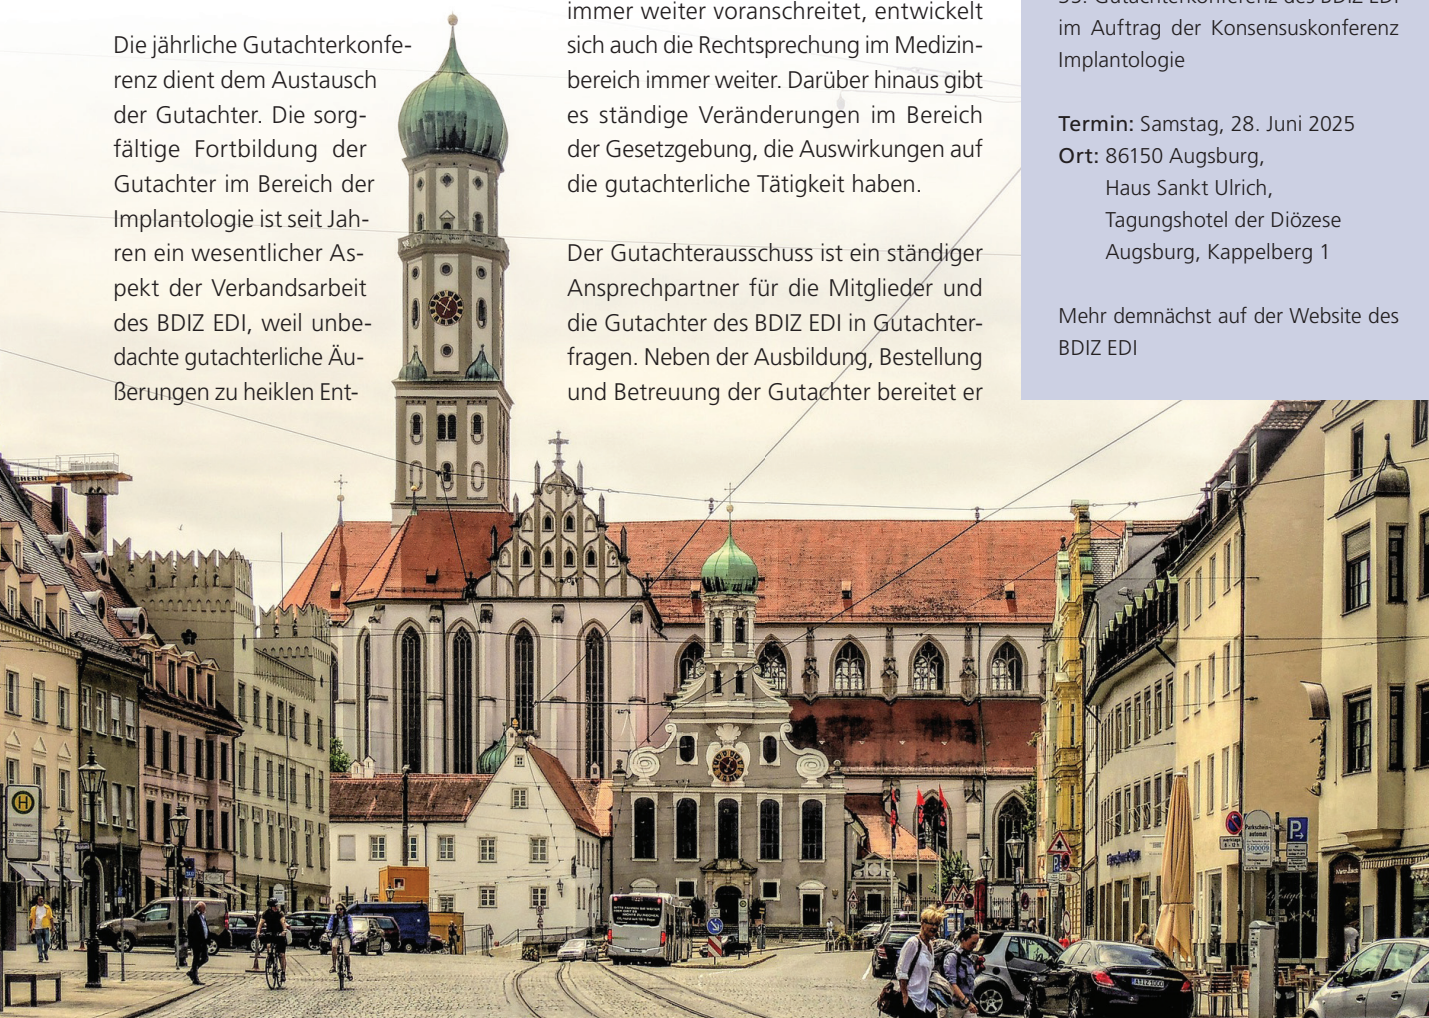 Die jährliche Gutachterkonfe-
renz dient dem Austausch
der Gutachter. Die sorg-
fältige Fortbildung der
Gutachter im Bereich der
Implantologie ist seit Jah-
ren ein wesentlicher As-
pekt der Verbandsarbeit
des BDIZ EDI, weil unbe-
dachte gutachterliche Äu-
ßerungen zu heiklen Ent-
immer weiter voranschreitet, entwickelt
sich auch die Rechtsprechung im Medizin-
bereich immer weiter. Darüber hinaus gibt
es ständige Veränderungen im Bereich
der Gesetzgebung, die Auswirkungen auf
die gutachterliche Tätigkeit haben.
Der Gutachterausschuss ist ein ständiger
Ansprechpartner für die Mitglieder und
die Gutachter des BDIZ EDI in Gutachter-
fragen. Neben der Ausbildung, Bestellung
und Betreuung der Gutachter bereitet er
Gutachterkonferenz des BDIZ EDI
im Auftrag der Konsensuskonferenz
Implantologie
Termin: Samstag, 28. Juni 2025
Ort: 86150 Augsburg,
Haus Sankt Ulrich,
Tagungshotel der Diözese
Augsburg, Kappelberg 1
Mehr demnächst auf der Website des
BDIZ EDI
H
Parkschein-
automat
P